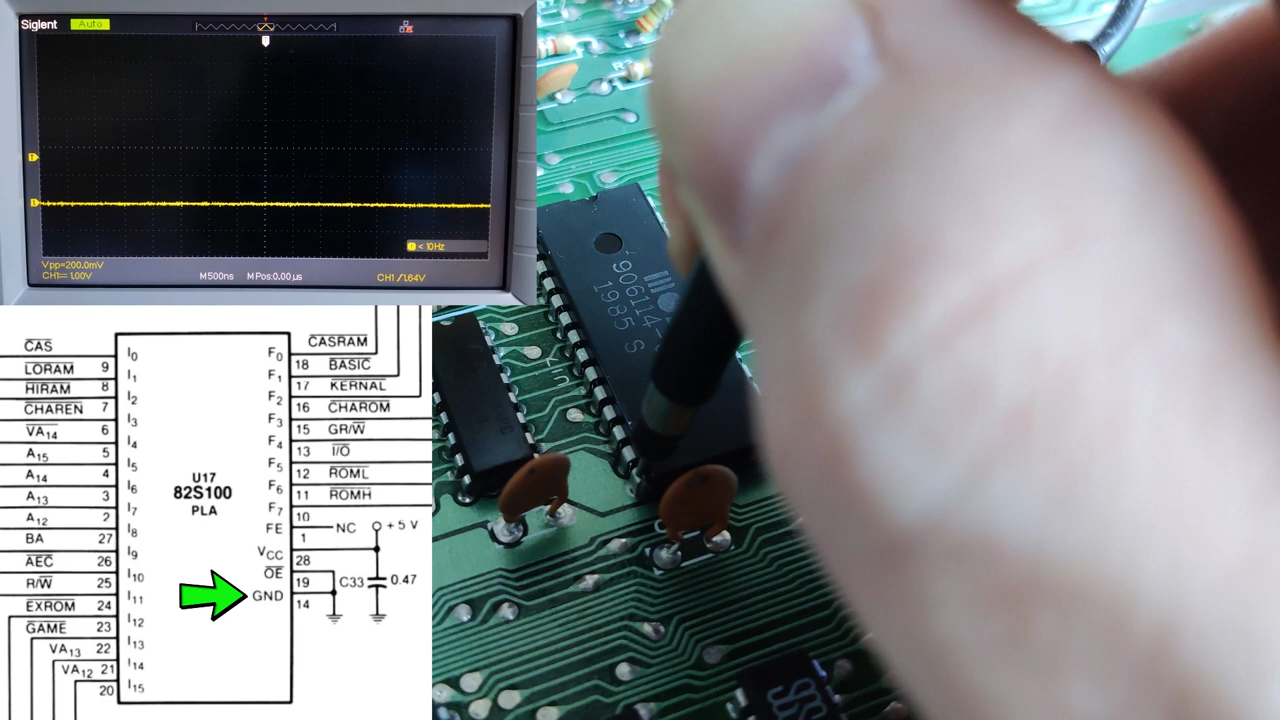 Siglent Auto
T
1
< 10Hz
Vpp=200.0mV
CH1 1.00V M500ns M Pos:0.00µs CH1 /1.64V
906114-
1985 S
CAS I0 F0 CASRAM
LORAM 9 I1 F1 18 BASIC
HIRAM 8 I2 F2 17 KERNAL
CHAREN 7 I3 F3 16 CHAROM
VA14 6 I4 F4 15 GR/W
A15 5 I5 F5 13 I/O
A14 4 I6 F6 12 ROML
A13 3 I7 F7 11 ROMH
A12 2 I8 FE 10 NC + 5 V
BA 27 I9 VCC 1
AEC 26 I10 OE 28
R/W 25 I11 GND 19 C33 0.47
EXROM 24 I12 14
GAME 23 I13
VA13 22 I14
VA12 21 I15
20
U17
82S100
PLA